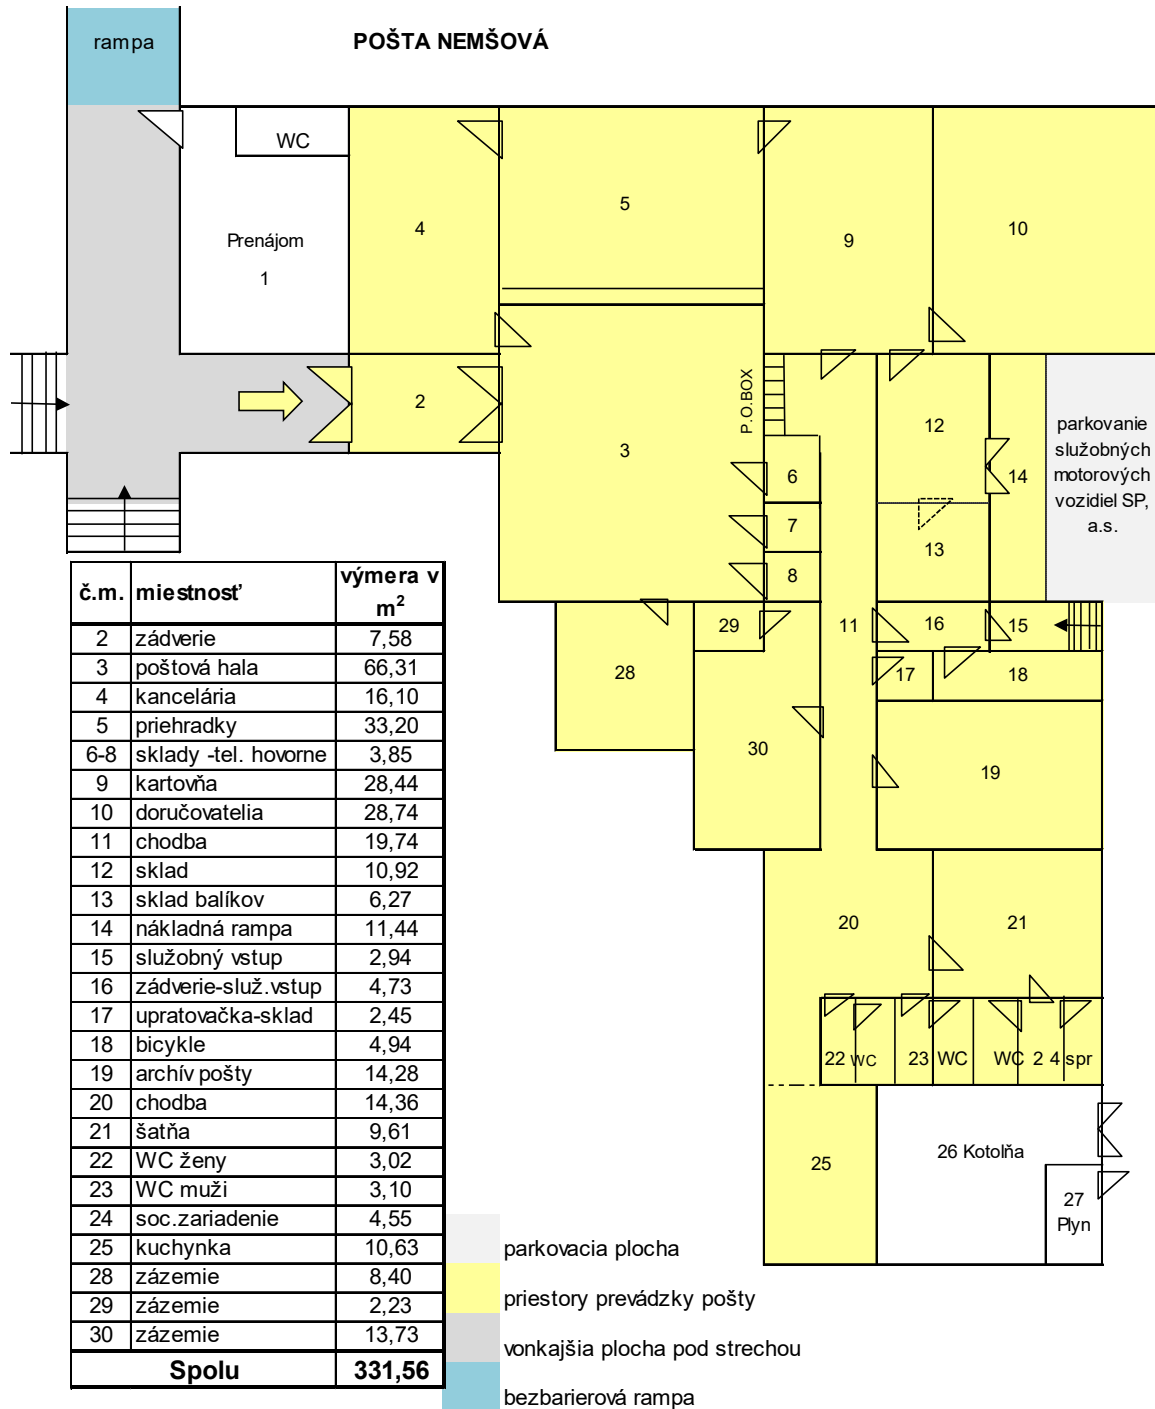 rampa
POŠTA NEMŠOVÁ
WC
Prenájom
1
4
5
9
10
2
3
P.O.BOX
6
7
8
12
13
14
parkovanie
služobných
motorových
vozidiel SP,
a.s.
11
16
15
17
18
29
28
30
19
20
21
22 WC
23 WC
WC 2 4 spr
25
26 Kotolňa
27
Plyn
č.m. miestnosť výmera v m²
2 zádverie 7,58
3 poštová hala 66,31
4 kancelária 16,10
5 priehradky 33,20
6-8 sklady -tel. hovorne 3,85
9 kartovňa 28,44
10 doručovatelia 28,74
11 chodba 19,74
12 sklad 10,92
13 sklad balíkov 6,27
14 nákladná rampa 11,44
15 služobný vstup 2,94
16 zádverie-služ.vstup 4,73
17 upratovačka-sklad 2,45
18 bicykle 4,94
19 archív pošty 14,28
20 chodba 14,36
21 šatňa 9,61
22 WC ženy 3,02
23 WC muži 3,10
24 soc.zariadenie 4,55
25 kuchynka 10,63
28 zázemie 8,40
29 zázemie 2,23
30 zázemie 13,73
Spolu 331,56
parkovacia plocha
priestory prevádzky pošty
vonkajšia plocha pod strechou
bezbarierová rampa